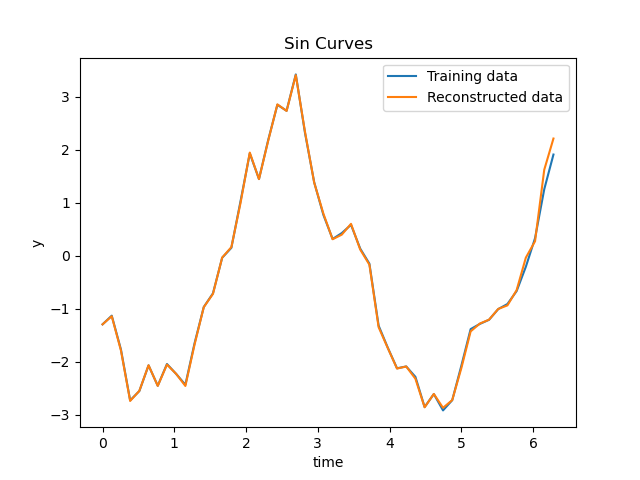 Sin Curves
Training data
Reconstructed data
3
2
1
0
−1
−2
−3
y
0
1
2
3
4
5
6
time